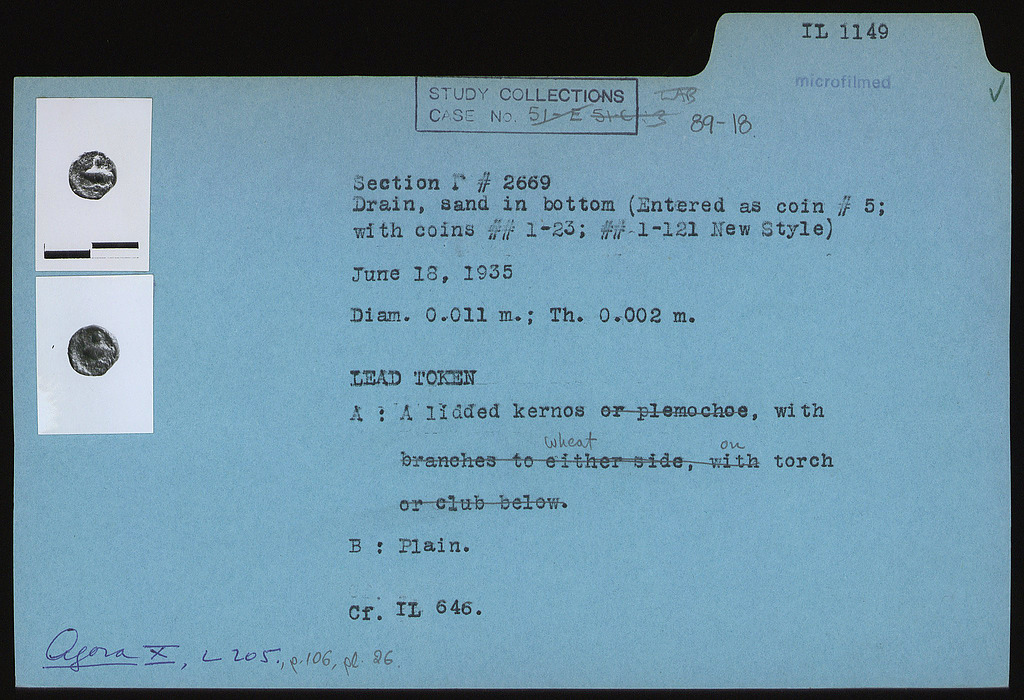 IL 1149
microfilmed
STUDY COLLECTIONS
CASE No. 51-E 51-C 13
89-18
Section Γ # 2669
Drain, sand in bottom (Entered as coin # 5;
with coins ## 1-23; ## 1-121 New Style)
June 18, 1935
Diam. 0.011 m.; Th. 0.002 m.
LEAD TOKEN
A : A lidded kernos or plemochoe, with
wheat on
branches to either side, with torch
or club below.
B : Plain.
Cf. IL 646.
Agora X, L 205., p.106, pl. 26.